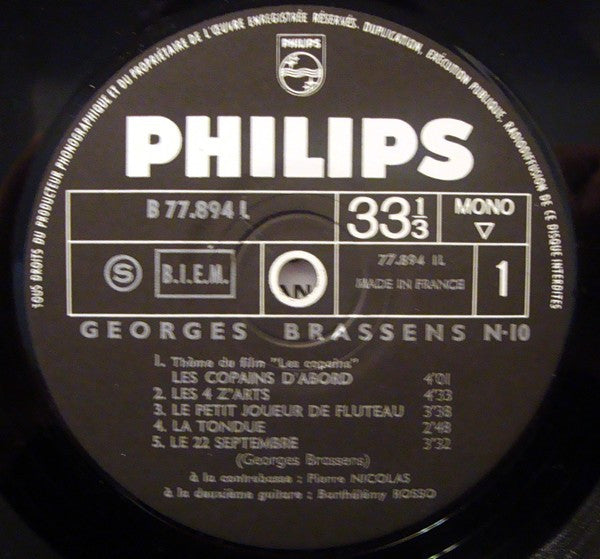 TOUS DROITS DU PRODUCTEUR PHONOGRAPHIQUE ET DU PROPRIÉTAIRE DE L'ŒUVRE ENREGISTRÉE RÉSERVÉS. DUPLICATION, EXÉCUTION PUBLIQUE, RADIODIFFUSION DE CE DISQUE INTERDITES
PHILIPS
PHILIPS
B 77.894 L
33 1/3
MONO
S
B.I.E.M.
77.894 1L
MADE IN FRANCE
1
GEORGES BRASSENS N-10
1. Thème du film "Les copains"
LES COPAINS D'ABORD 4'01
2. LES 4 Z'ARTS 4'33
3. LE PETIT JOUEUR DE FLUTEAU 3'38
4. LA TONDUE 2'48
5. LE 22 SEPTEMBRE 3'32
(Georges Brassens)
à la contrebasse : Pierre NICOLAS
à la deuxième guitare : Barthélémy ROSSO